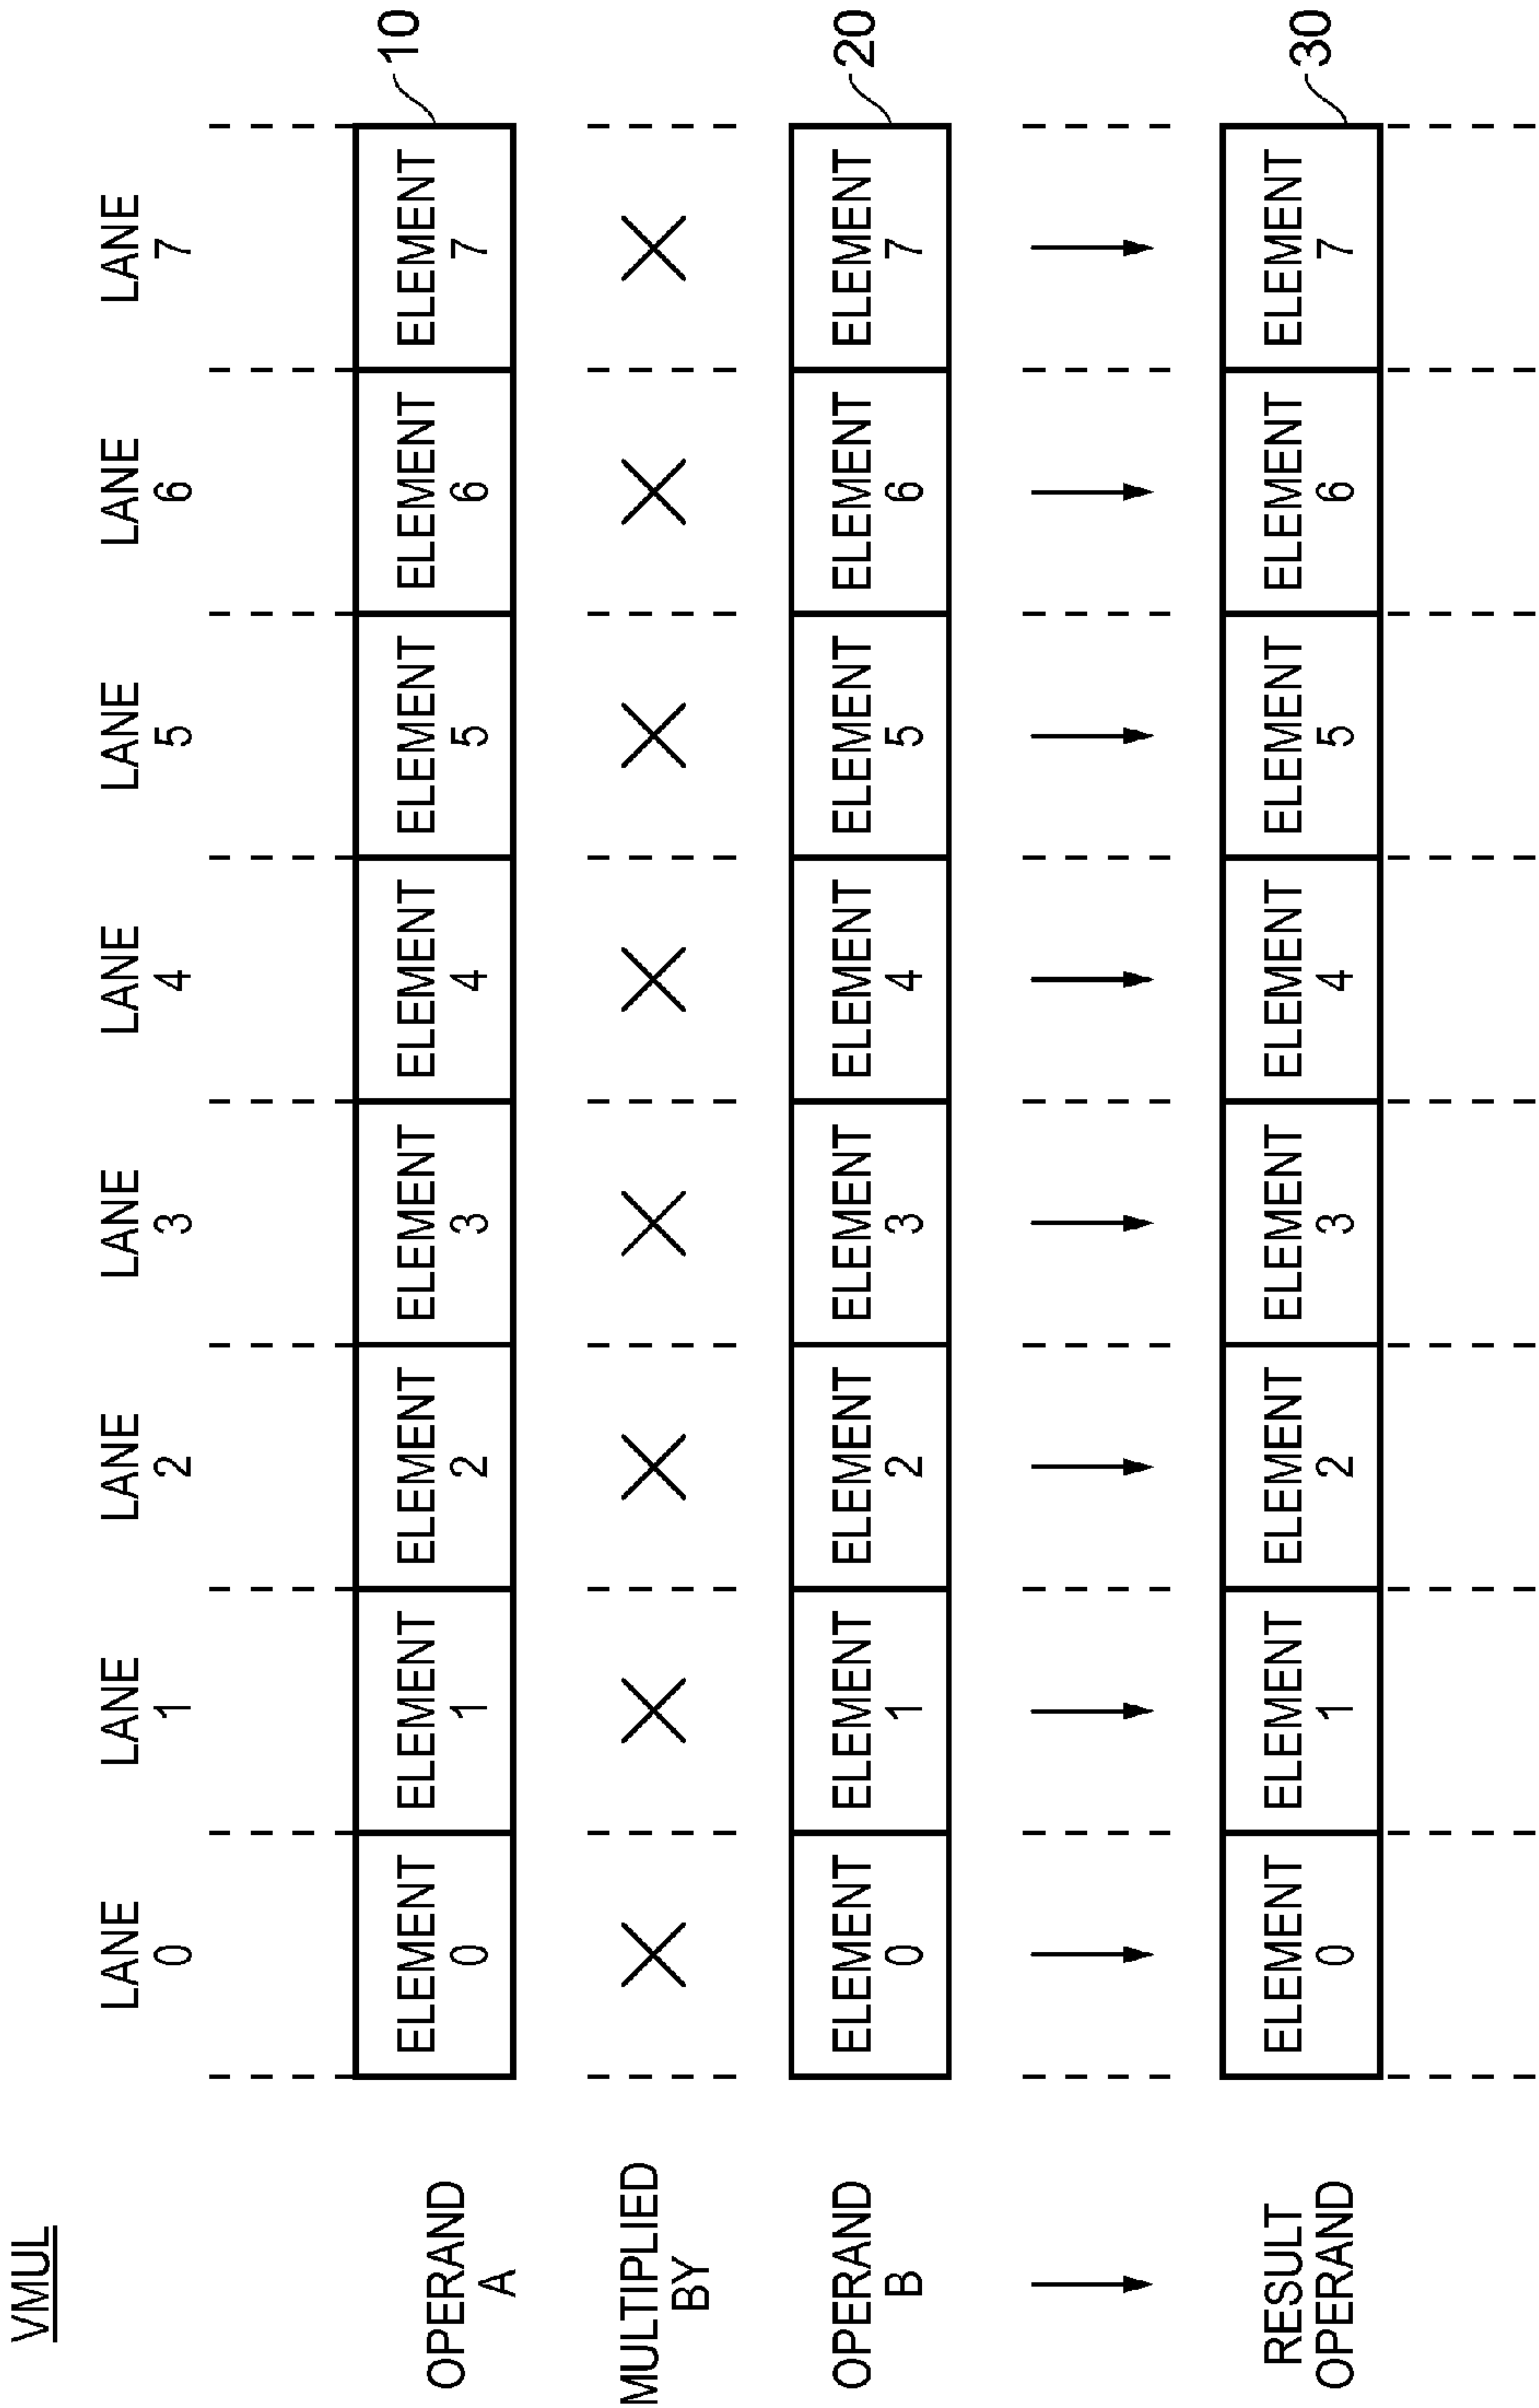 VMUL
LANE
0
LANE
1
LANE
2
LANE
3
LANE
4
LANE
5
LANE
6
LANE
7
OPERAND
A
ELEMENT
0
ELEMENT
1
ELEMENT
2
ELEMENT
3
ELEMENT
4
ELEMENT
5
ELEMENT
6
ELEMENT
7
10
MULTIPLIED
BY
OPERAND
B
ELEMENT
0
ELEMENT
1
ELEMENT
2
ELEMENT
3
ELEMENT
4
ELEMENT
5
ELEMENT
6
ELEMENT
7
20
RESULT
OPERAND
ELEMENT
0
ELEMENT
1
ELEMENT
2
ELEMENT
3
ELEMENT
4
ELEMENT
5
ELEMENT
6
ELEMENT
7
30